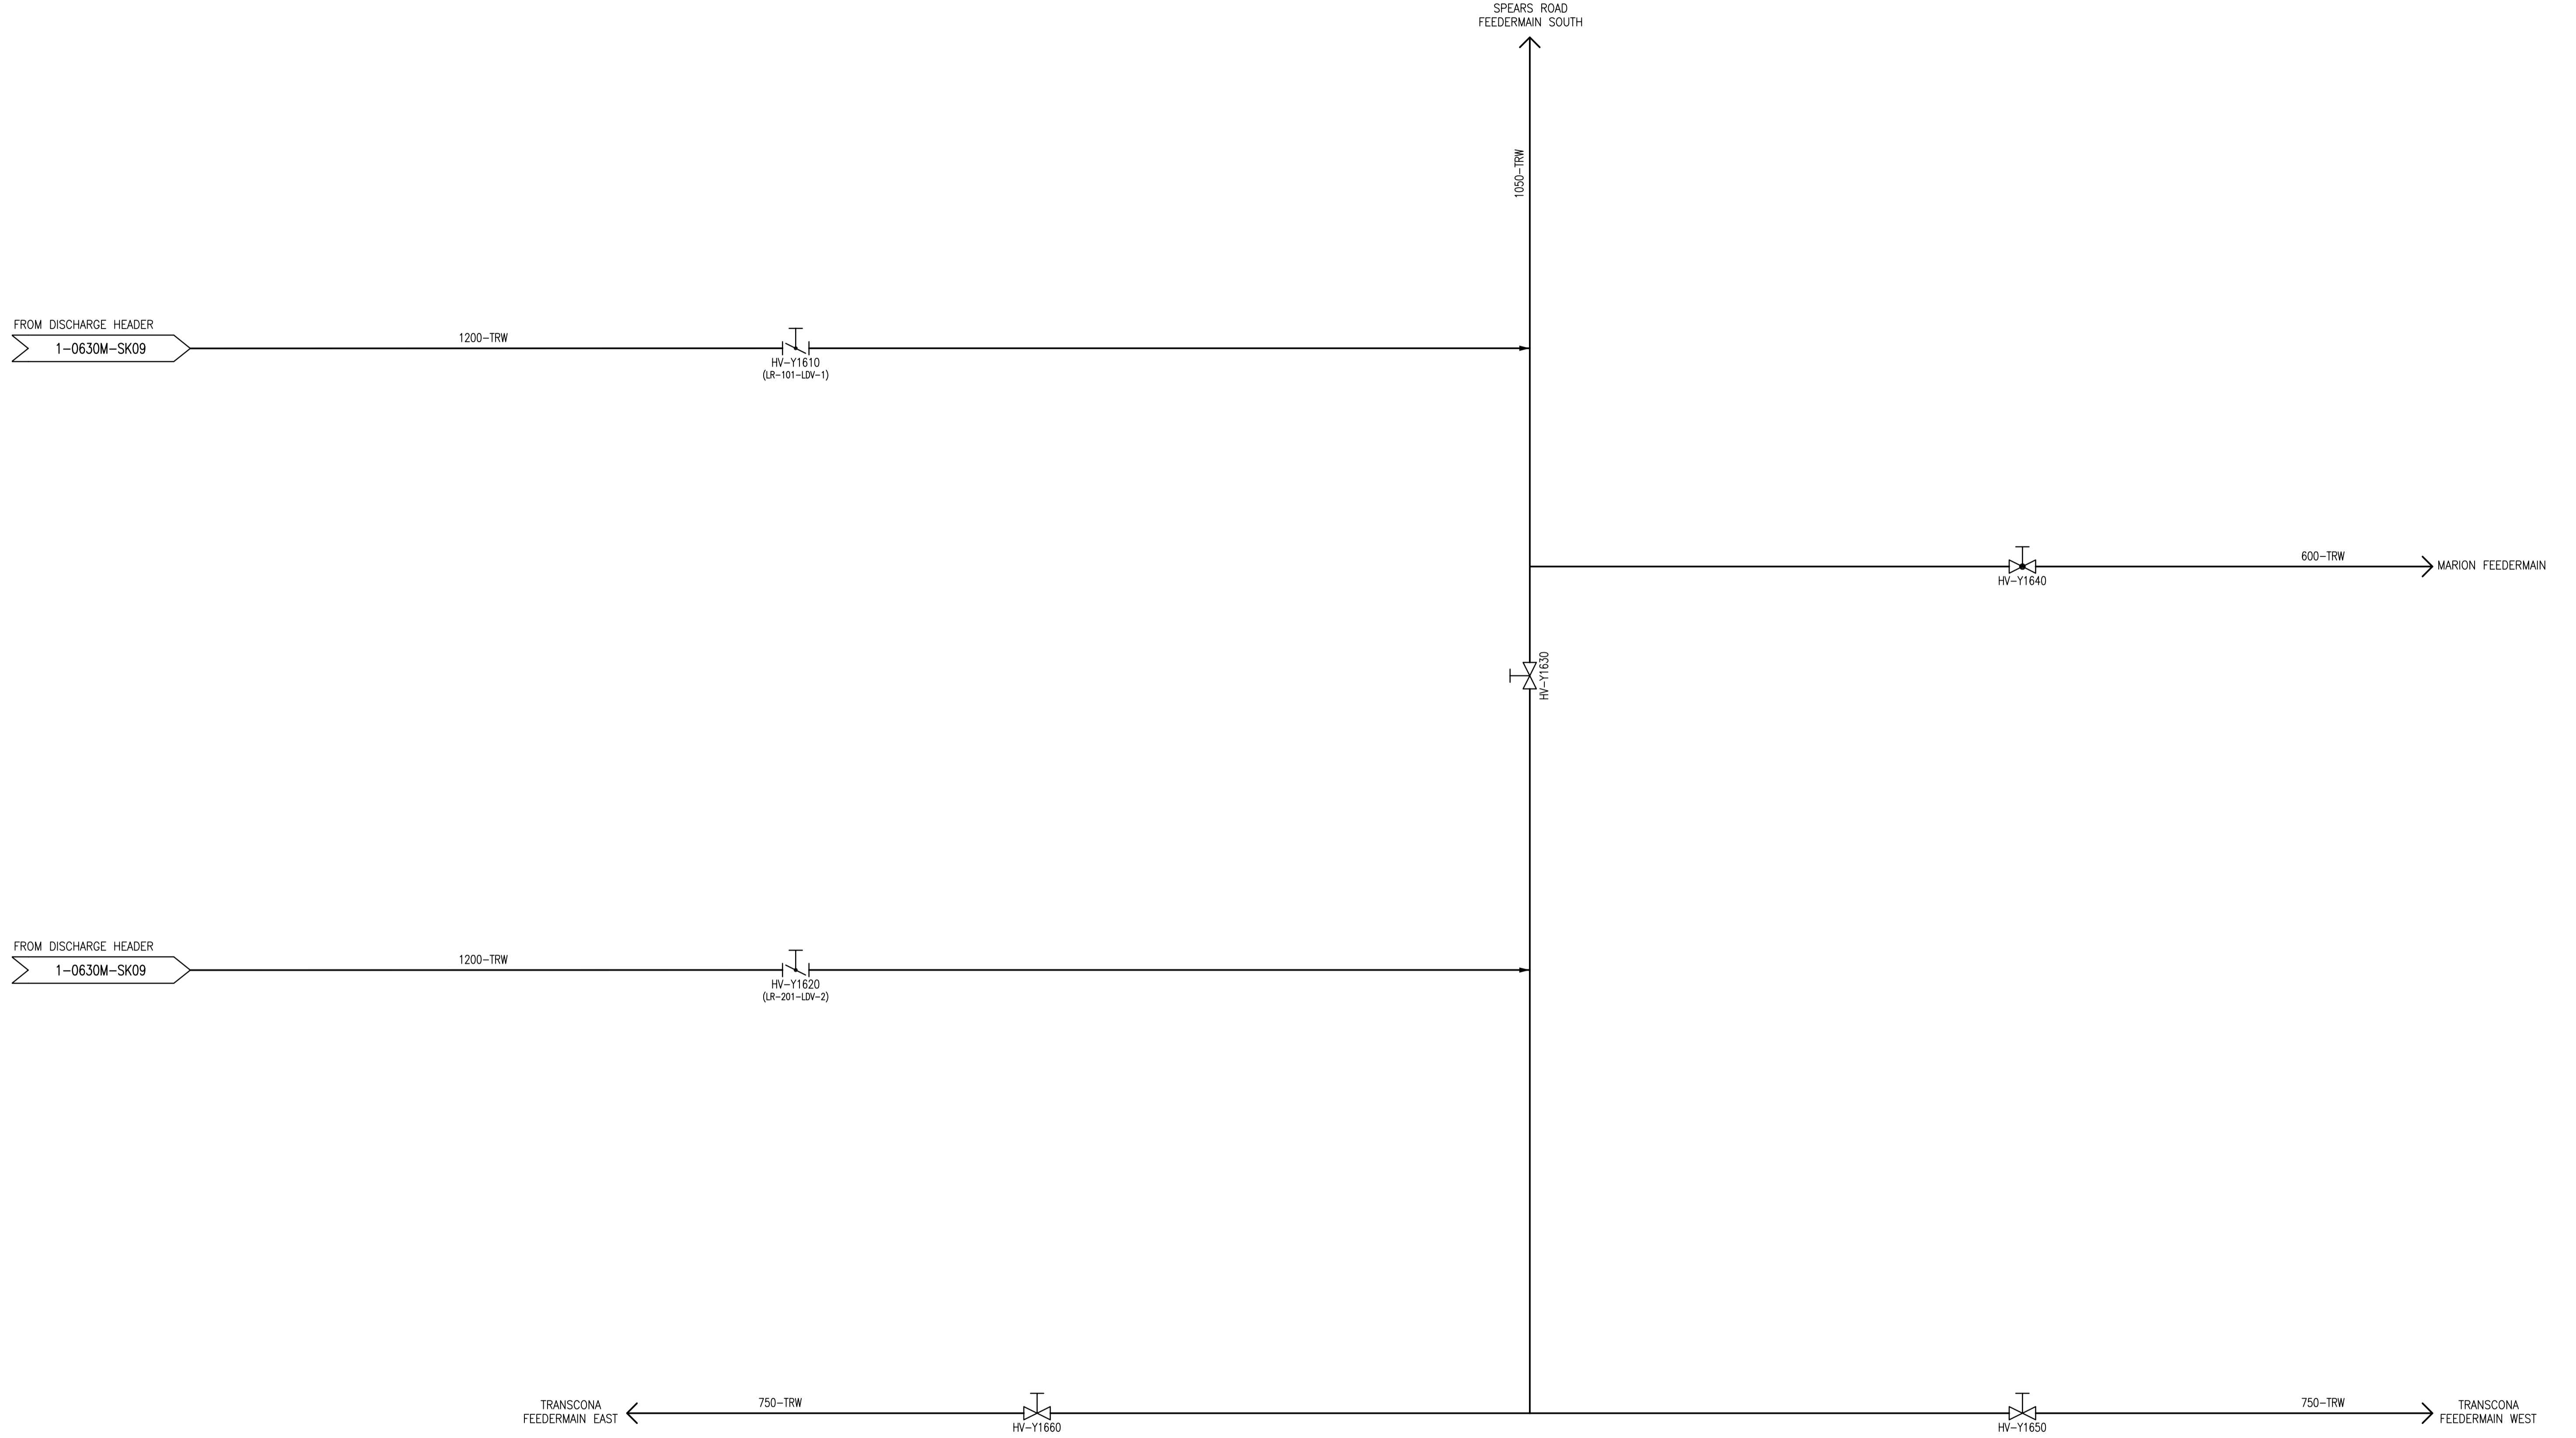 SPEARS ROAD
FEEDERMAIN SOUTH
1050-TRW
FROM DISCHARGE HEADER
1-0630M-SK09
1200-TRW
HV-Y1610
(LR-101-LDV-1)
600-TRW
MARION FEEDERMAIN
HV-Y1640
HV-Y1630
FROM DISCHARGE HEADER
1-0630M-SK09
1200-TRW
HV-Y1620
(LR-201-LDV-2)
TRANSCONA
FEEDERMAIN EAST
750-TRW
HV-Y1660
HV-Y1650
750-TRW
TRANSCONA
FEEDERMAIN WEST